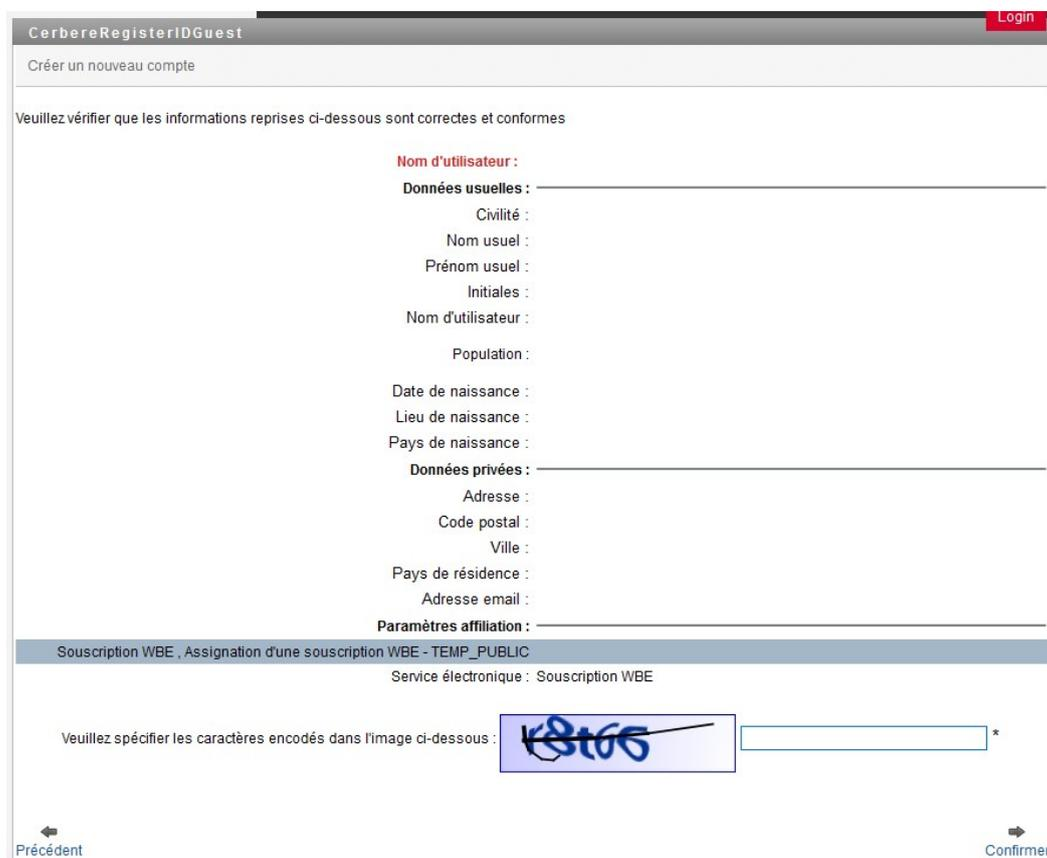 Login
CerbereRegisterIDGuest
Créer un nouveau compte
Veuillez vérifier que les informations reprises ci-dessous sont correctes et conformes
Nom d'utilisateur :
Données usuelles :
Civilité :
Nom usuel :
Prénom usuel :
Initiales :
Nom d'utilisateur :
Population :
Date de naissance :
Lieu de naissance :
Pays de naissance :
Données privées :
Adresse :
Code postal :
Ville :
Pays de résidence :
Adresse email :
Paramètres affiliation :
Souscription WBE , Assignation d'une souscription WBE - TEMP_PUBLIC
Service électronique : Souscription WBE
Veuillez spécifier les caractères encodés dans l'image ci-dessous : *
Précédent
Confirmer